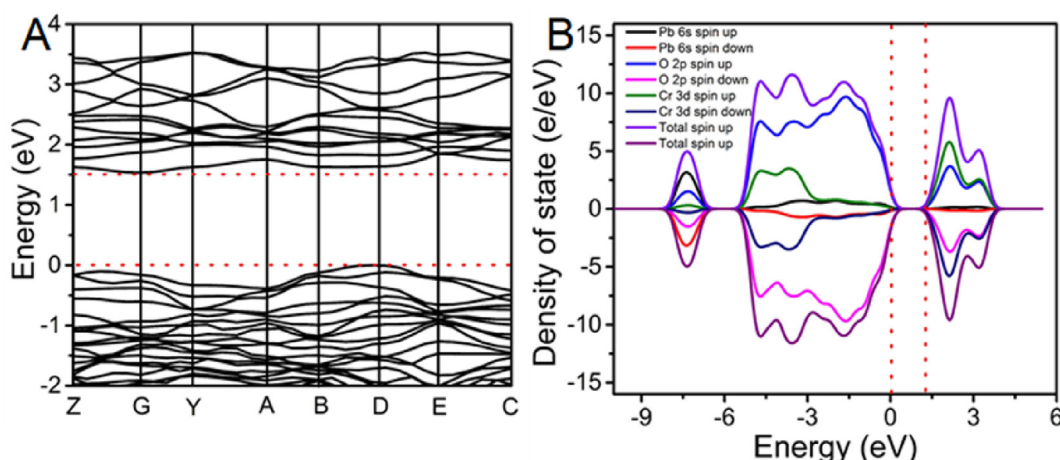 A
Energy (eV)
4
3
2
1
0
-1
-2
Z G Y A B D E C
B
Density of state (e/eV)
15
10
5
0
-5
-10
-15
Pb 6s spin up
Pb 6s spin down
O 2p spin up
O 2p spin down
Cr 3d spin up
Cr 3d spin down
Total spin up
Total spin up
-9 -6 -3 0 3 6
Energy (eV)